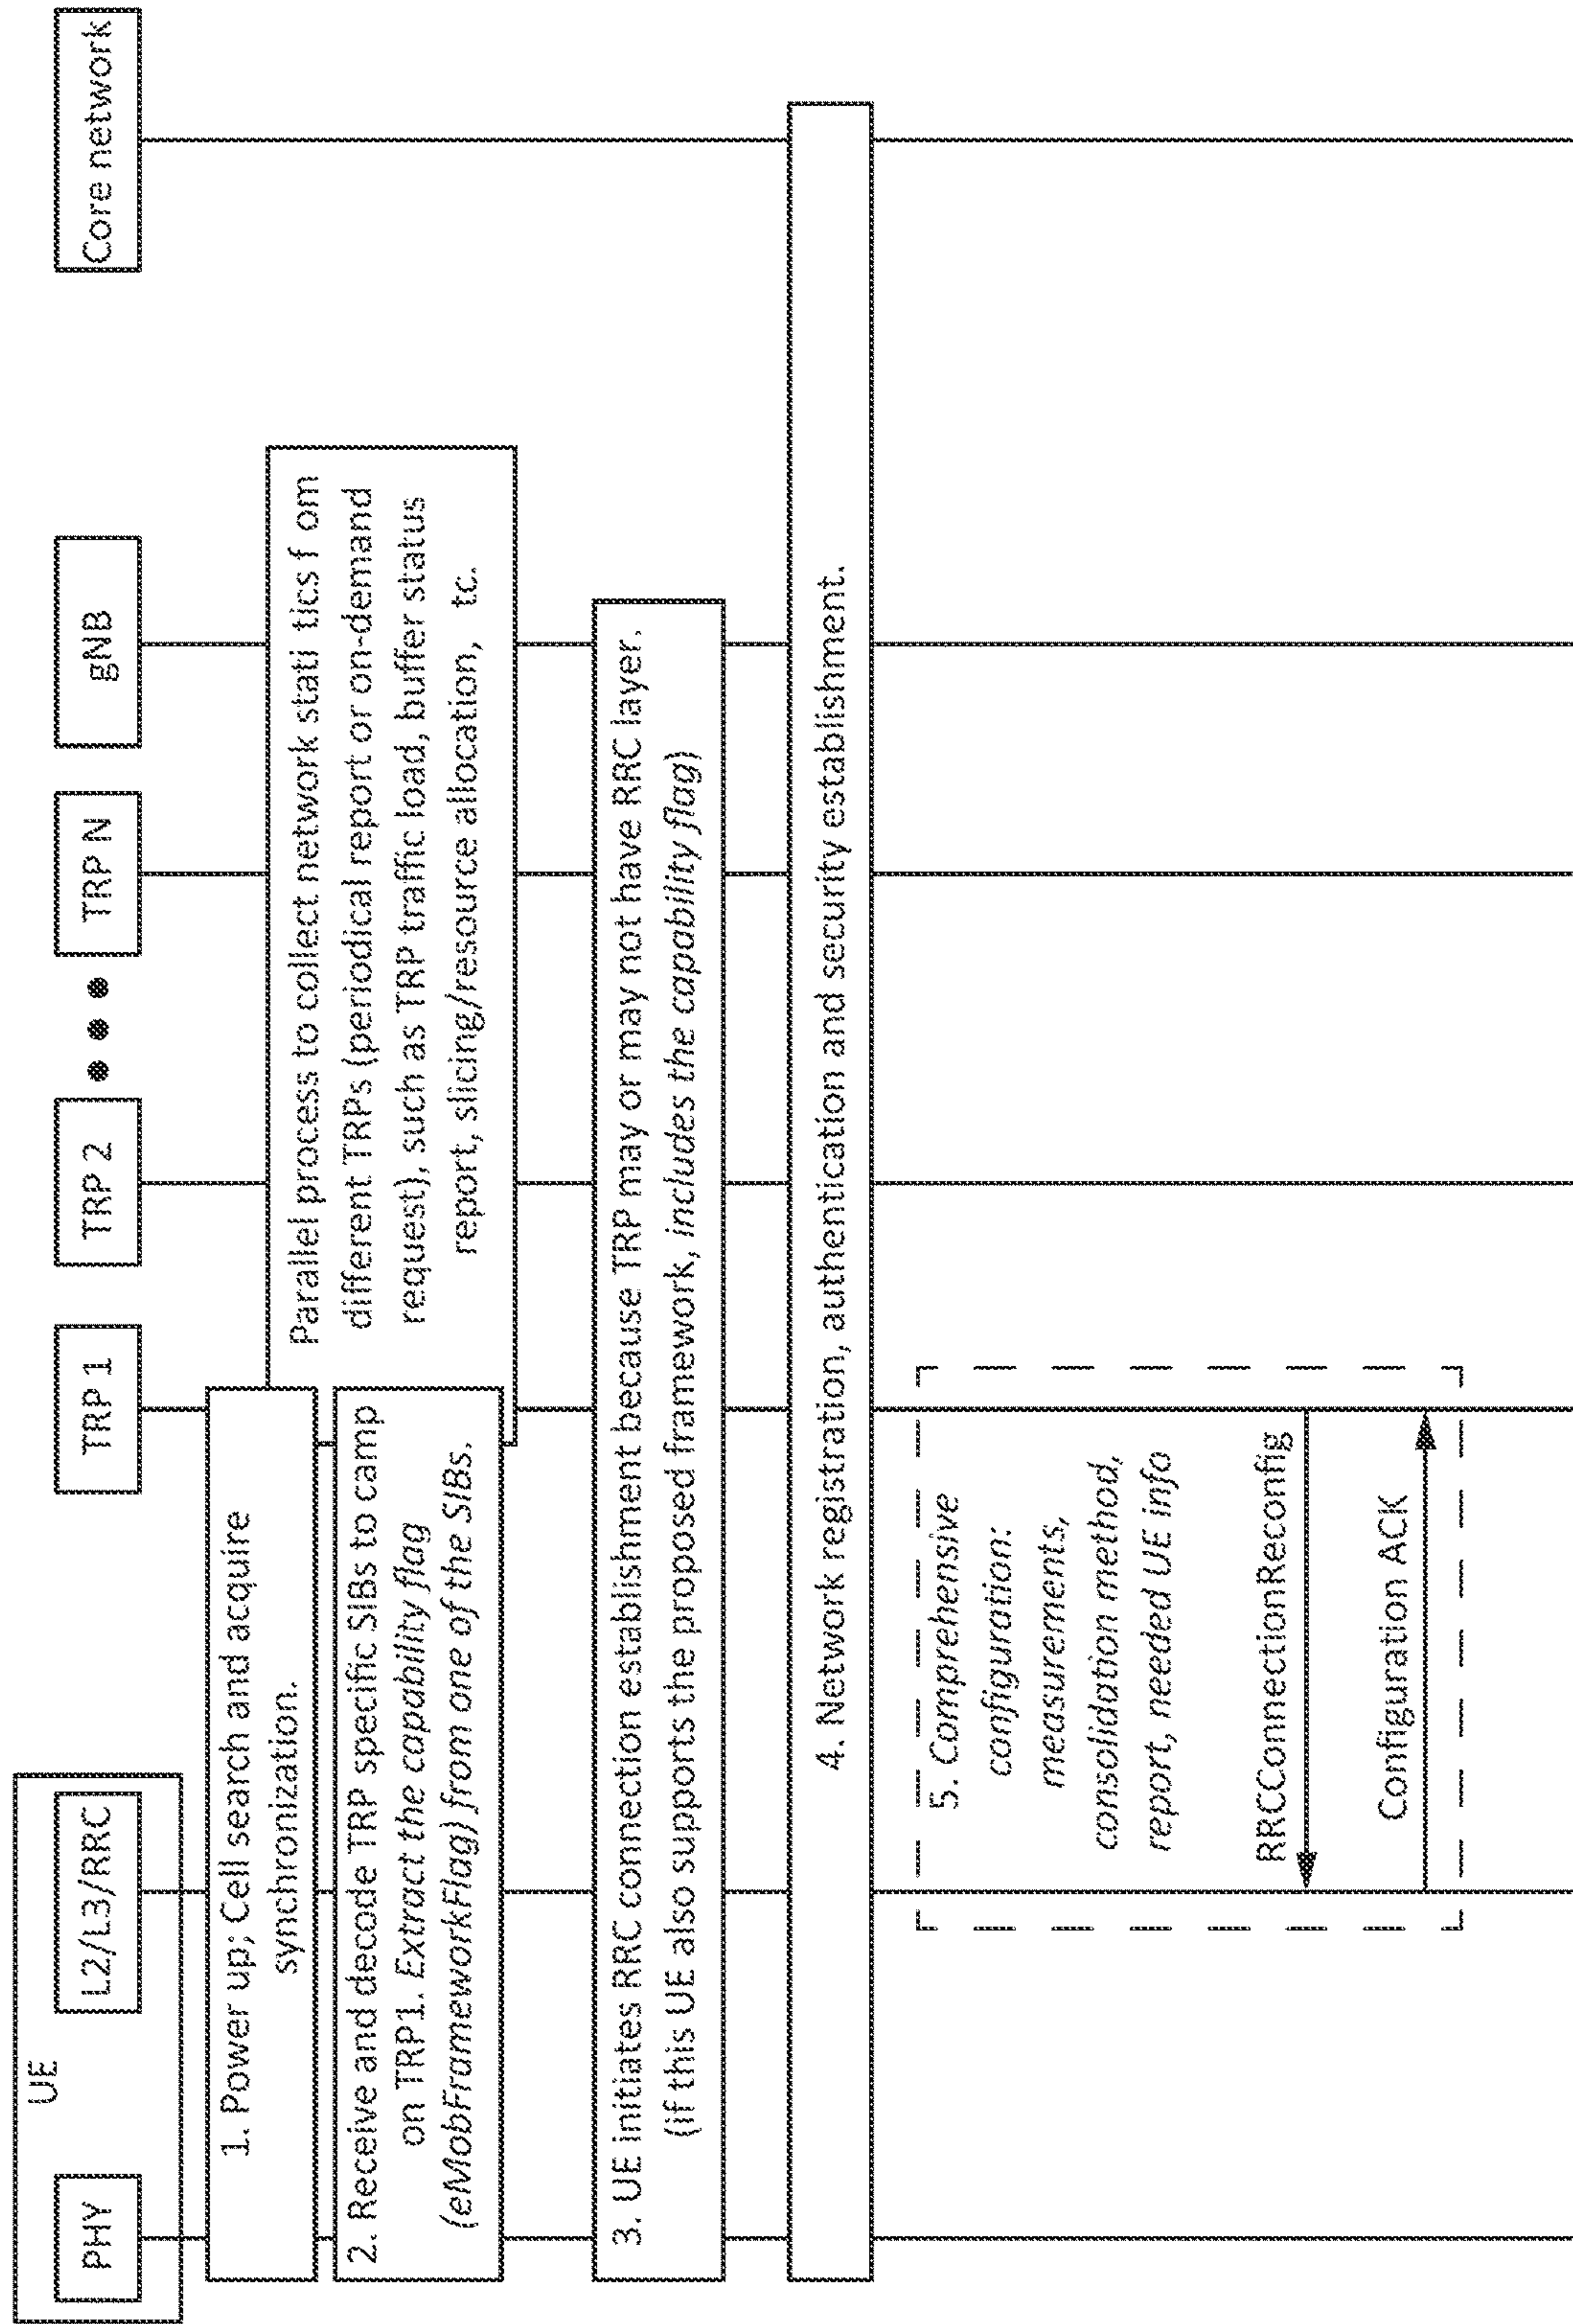 UE
PHY
L2/L3/RRC
TRP 1
TRP 2
TRP N
gNB
Core network
1. Power up; Cell search and acquire
synchronization.
2. Receive and decode TRP specific SIBs to camp
on TRP1. Extract the capability flag
(eMobFrameworkFlag) from one of the SIBs.
Parallel process to collect network stati tics f om
different TRPs (periodical report or on-demand
request), such as TRP traffic load, buffer status
report, slicing/resource allocation, tc.
3. UE initiates RRC connection establishment because TRP may or may not have RRC layer.
(if this UE also supports the proposed framework, includes the capability flag)
4. Network registration, authentication and security establishment.
5. Comprehensive
configuration:
measurements,
consolidation method,
report, needed UE info
RRCConnectionReconfig
Configuration ACK